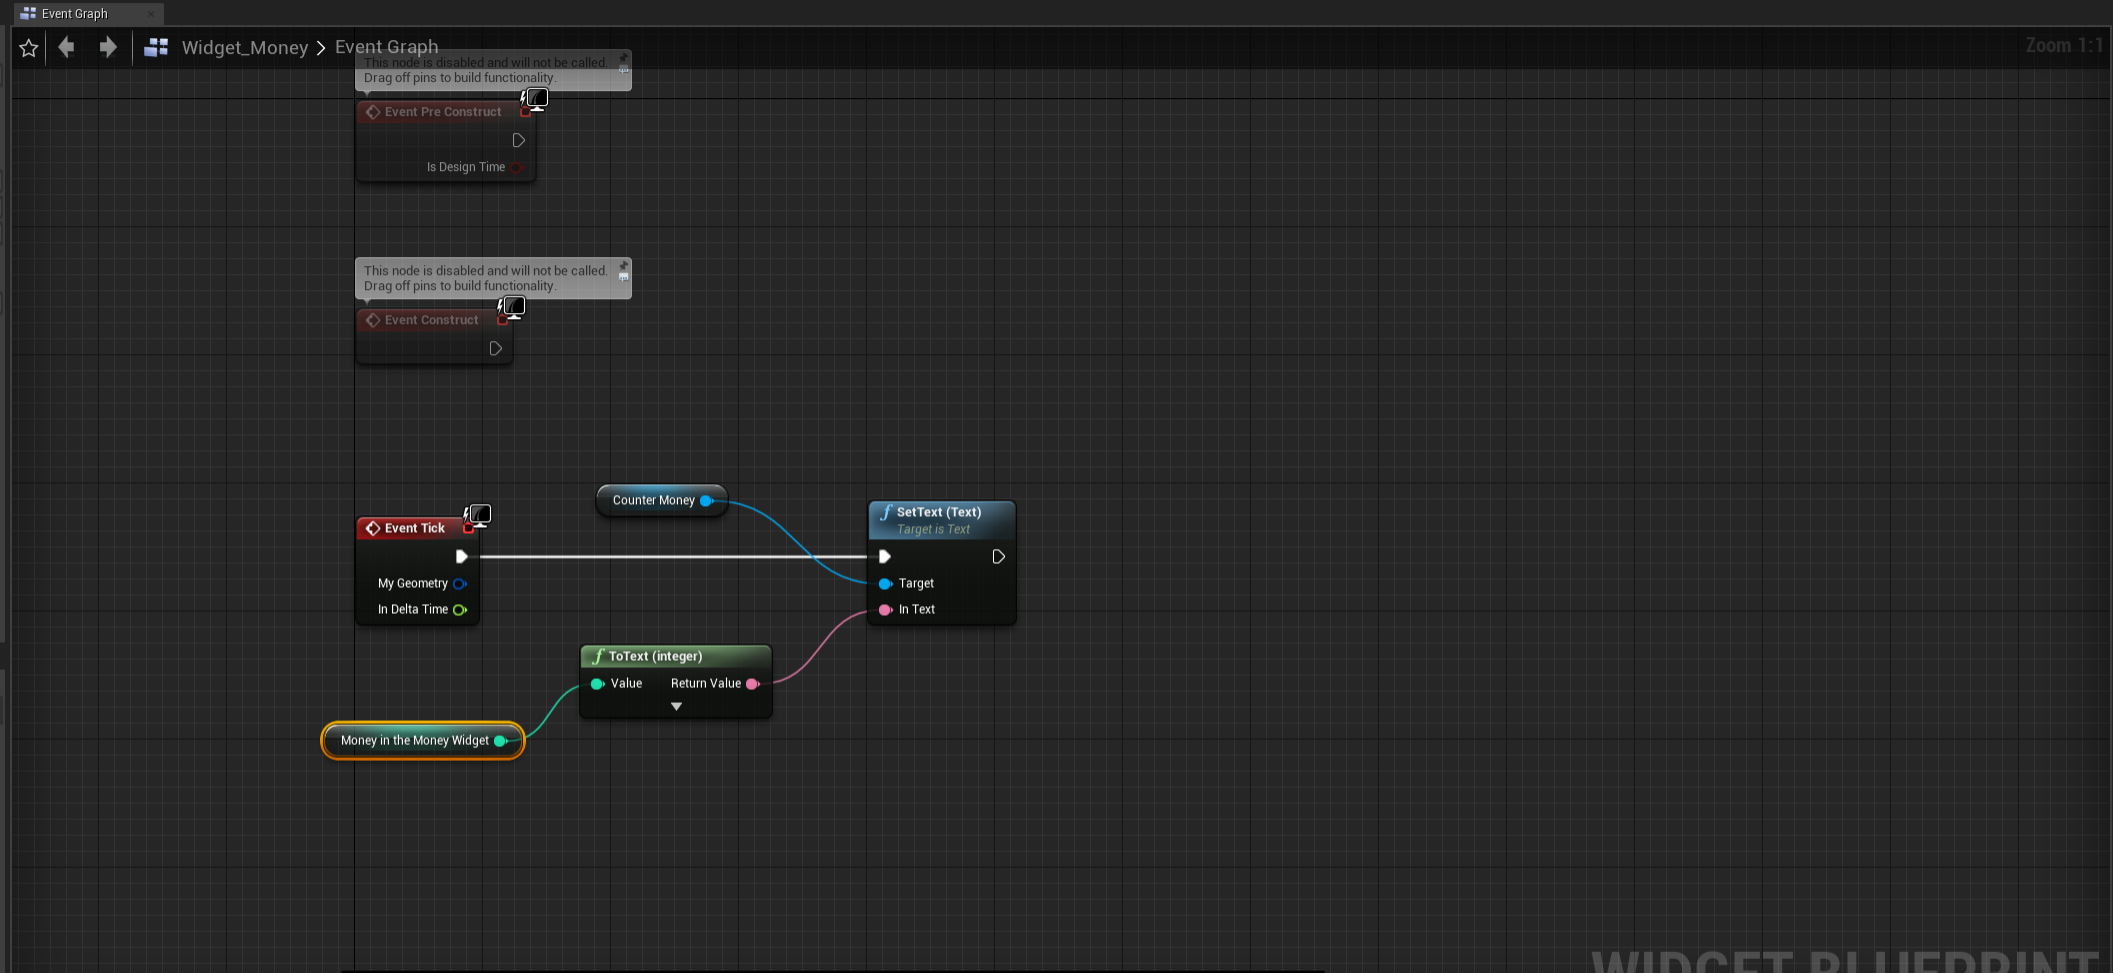 Event Graph
Widget_Money > Event Graph
Zoom 1:1
This node is disabled and will not be called.
Drag off pins to build functionality.
Event Pre Construct
Is Design Time
This node is disabled and will not be called.
Drag off pins to build functionality.
Event Construct
Counter Money
SetText (Text)
Target is Text
Event Tick
My Geometry
Target
In Delta Time
In Text
ToText (integer)
Value
Return Value
Money in the Money Widget
WIDGET BLUEPRINT